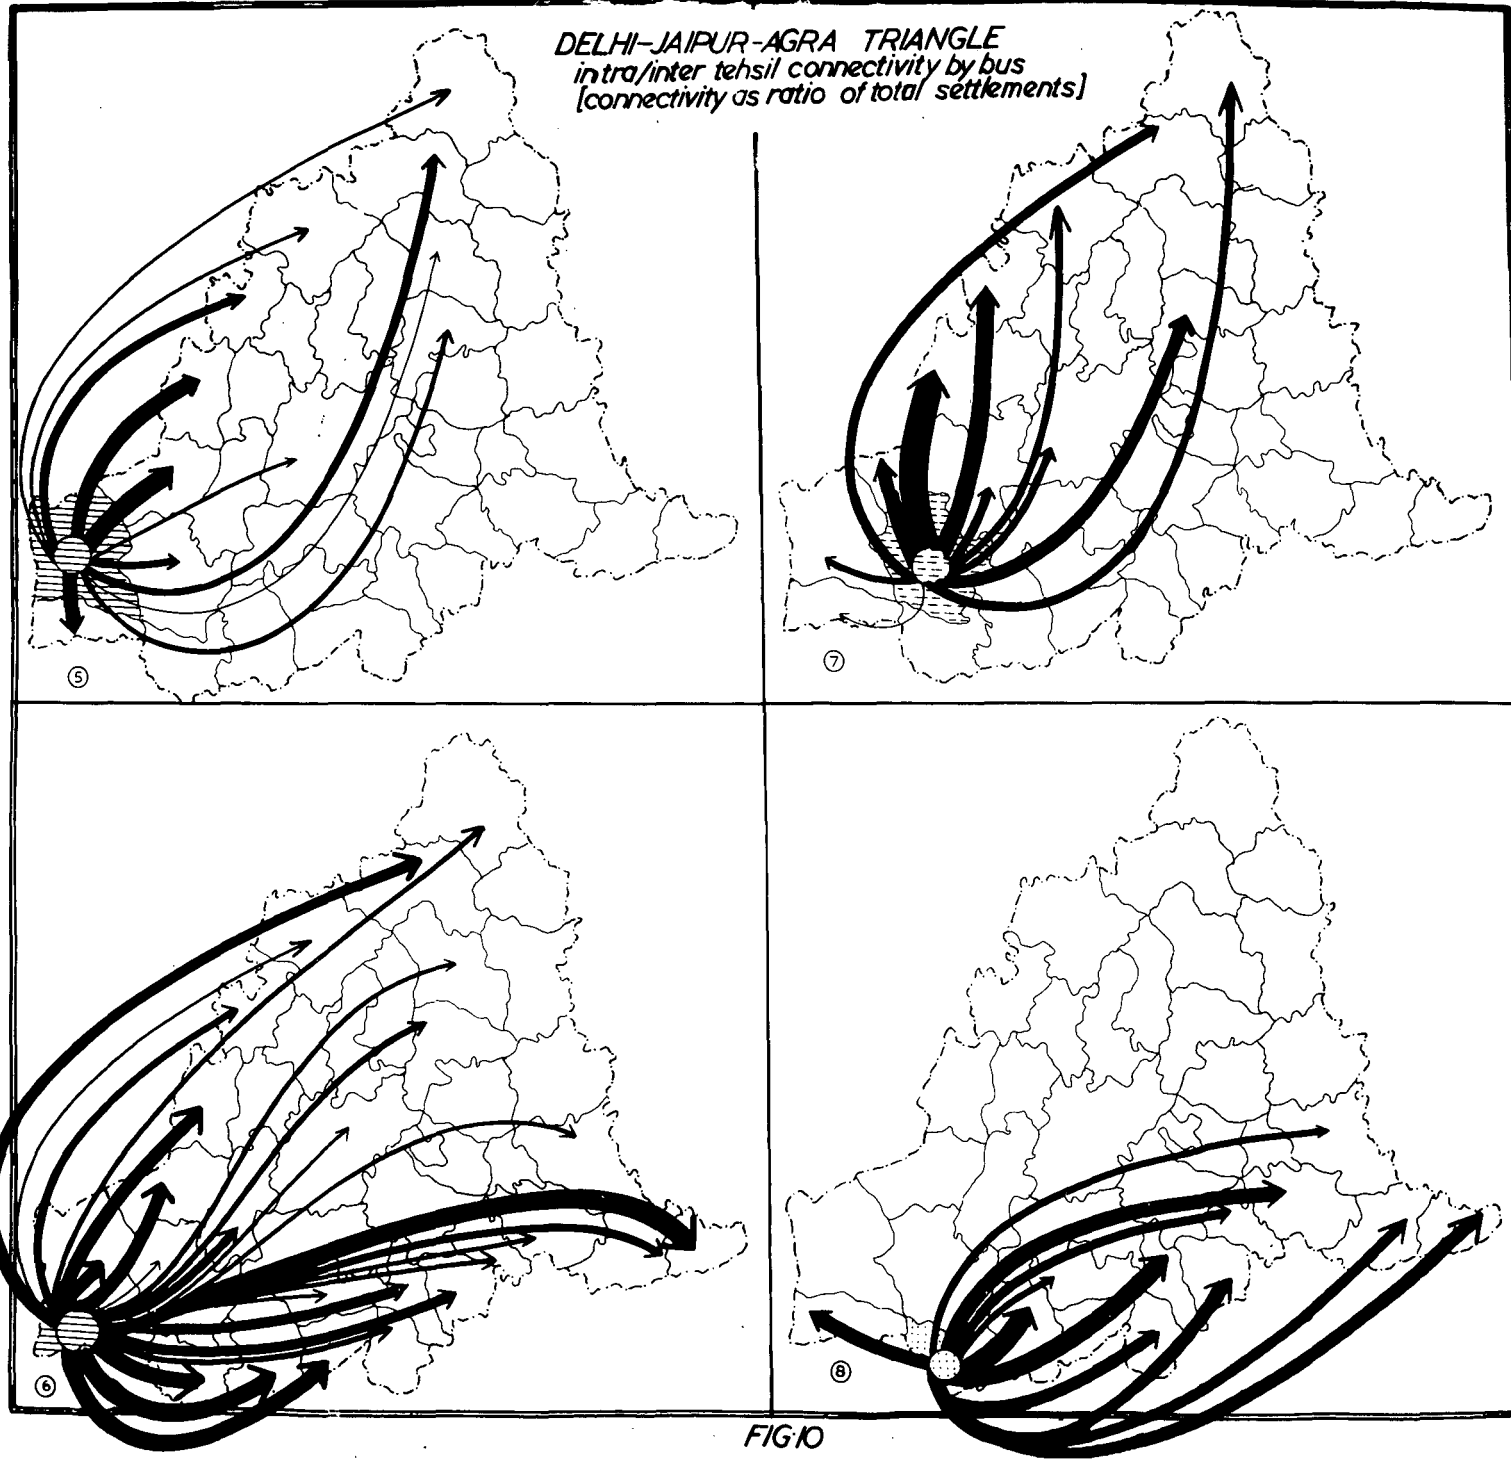 DELHI-JAIPUR-AGRA TRIANGLE
intra/inter tehsil connectivity by bus
[connectivity as ratio of total settlements]
5
7
6
8
FIG·10